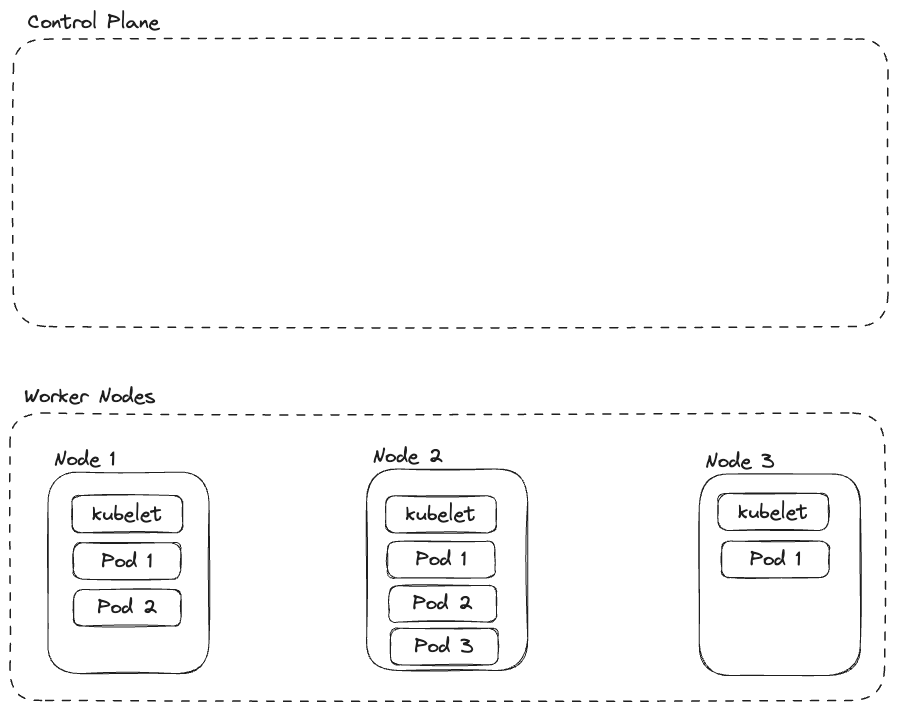 Control Plane
Worker Nodes
Node 1
kubelet
Pod 1
Pod 2
Node 2
kubelet
Pod 1
Pod 2
Pod 3
Node 3
kubelet
Pod 1